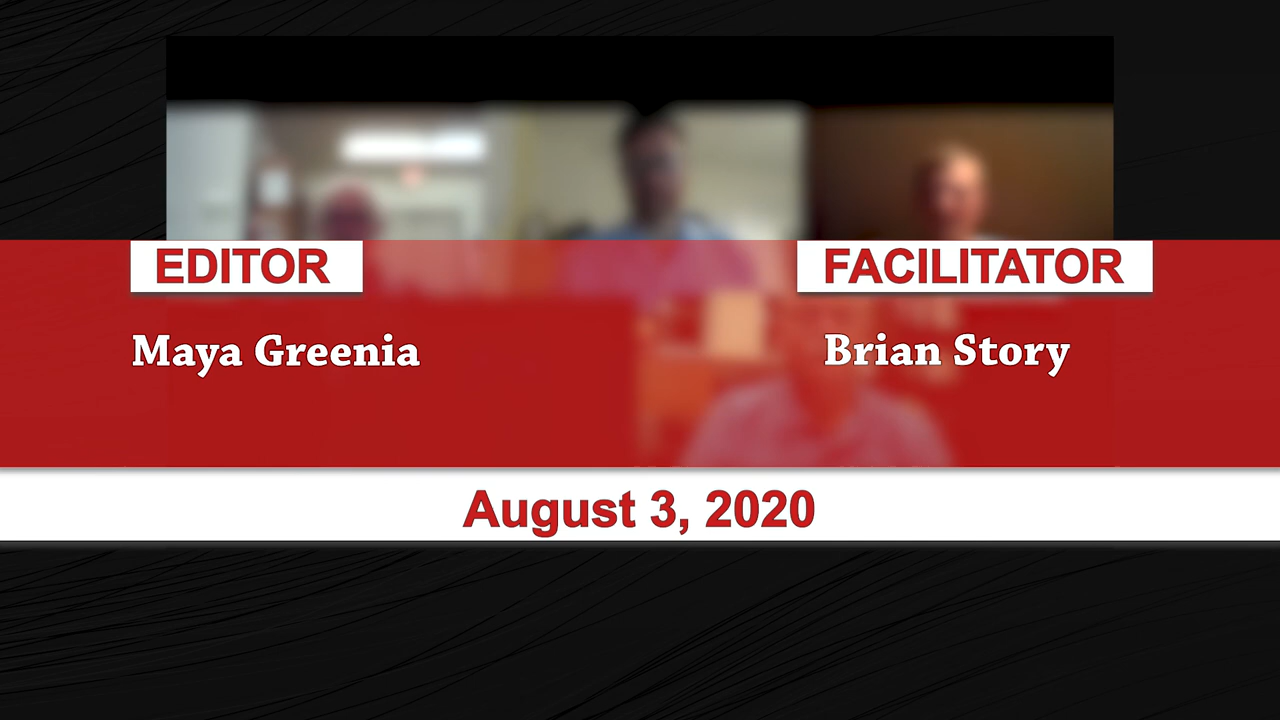 EDITOR
FACILITATOR
Maya Greenia
Brian Story
August 3, 2020